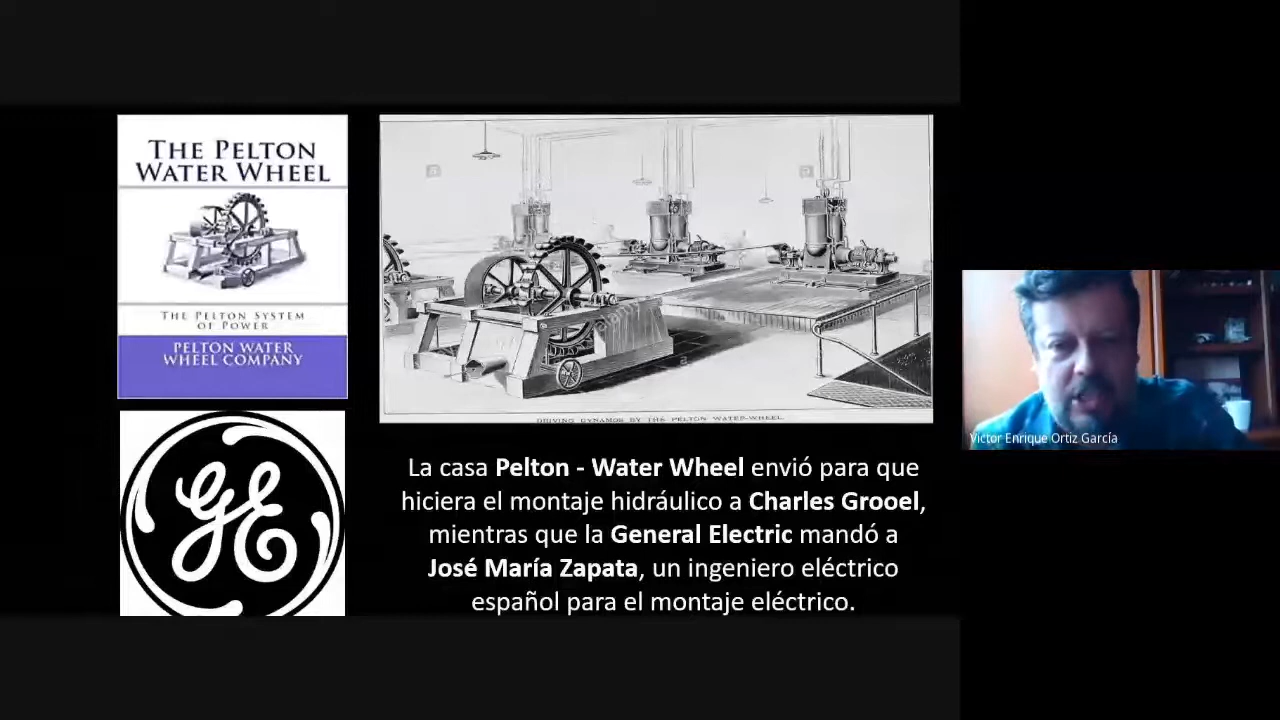 THE PELTON
WATER WHEEL
THE PELTON SYSTEM
OF POWER
PELTON WATER
WHEEL COMPANY
DRIVING DYNAMOS BY THE PELTON WATER-WHEEL.
GE
La casa Pelton - Water Wheel envió para que
hiciera el montaje hidráulico a Charles Grooel,
mientras que la General Electric mandó a
José María Zapata, un ingeniero eléctrico
español para el montaje eléctrico.
Victor Enrique Ortiz García